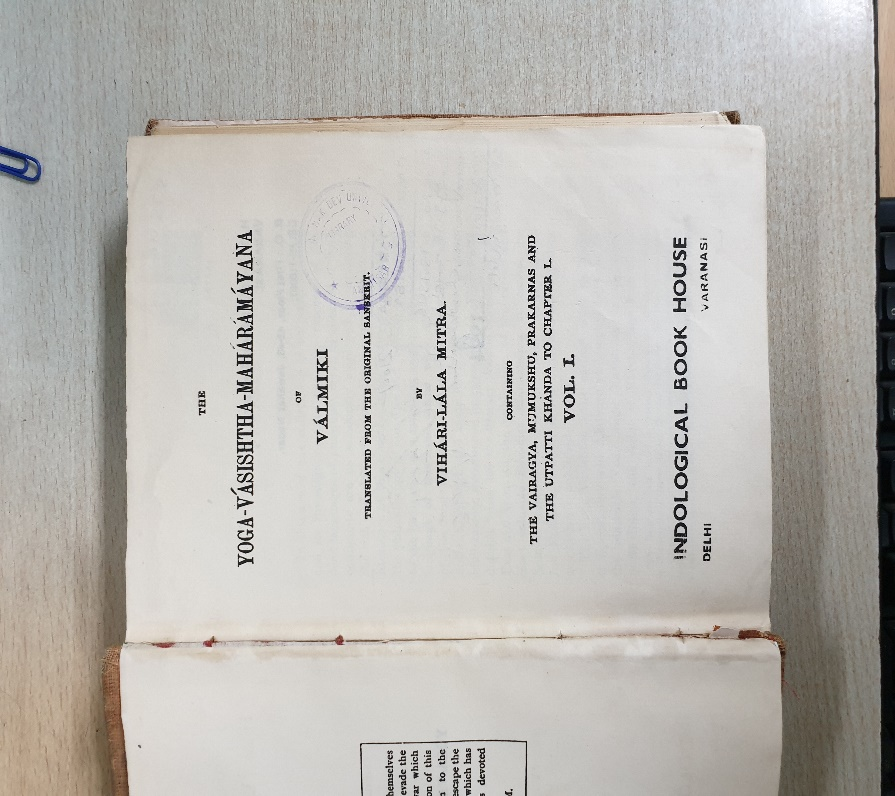 THE
YOGA-VÁSISHTHA-MAHÁRÁMÁYANA
OF
VÁLMIKI
TRANSLATED FROM THE ORIGINAL SANSKRIT.
BY
VIHÁRI-LÁLA MITRA.
CONTAINING
THE VAIRAGYA, MUMUKSHU, PRAKARNAS AND
THE UTPATTI KHANDA TO CHAPTER L.
VOL. I.
INDOLOGICAL BOOK HOUSE
DELHI VARANASI
hemselves
evade the
ar which
on of this
to the
escape the
which has
devoted